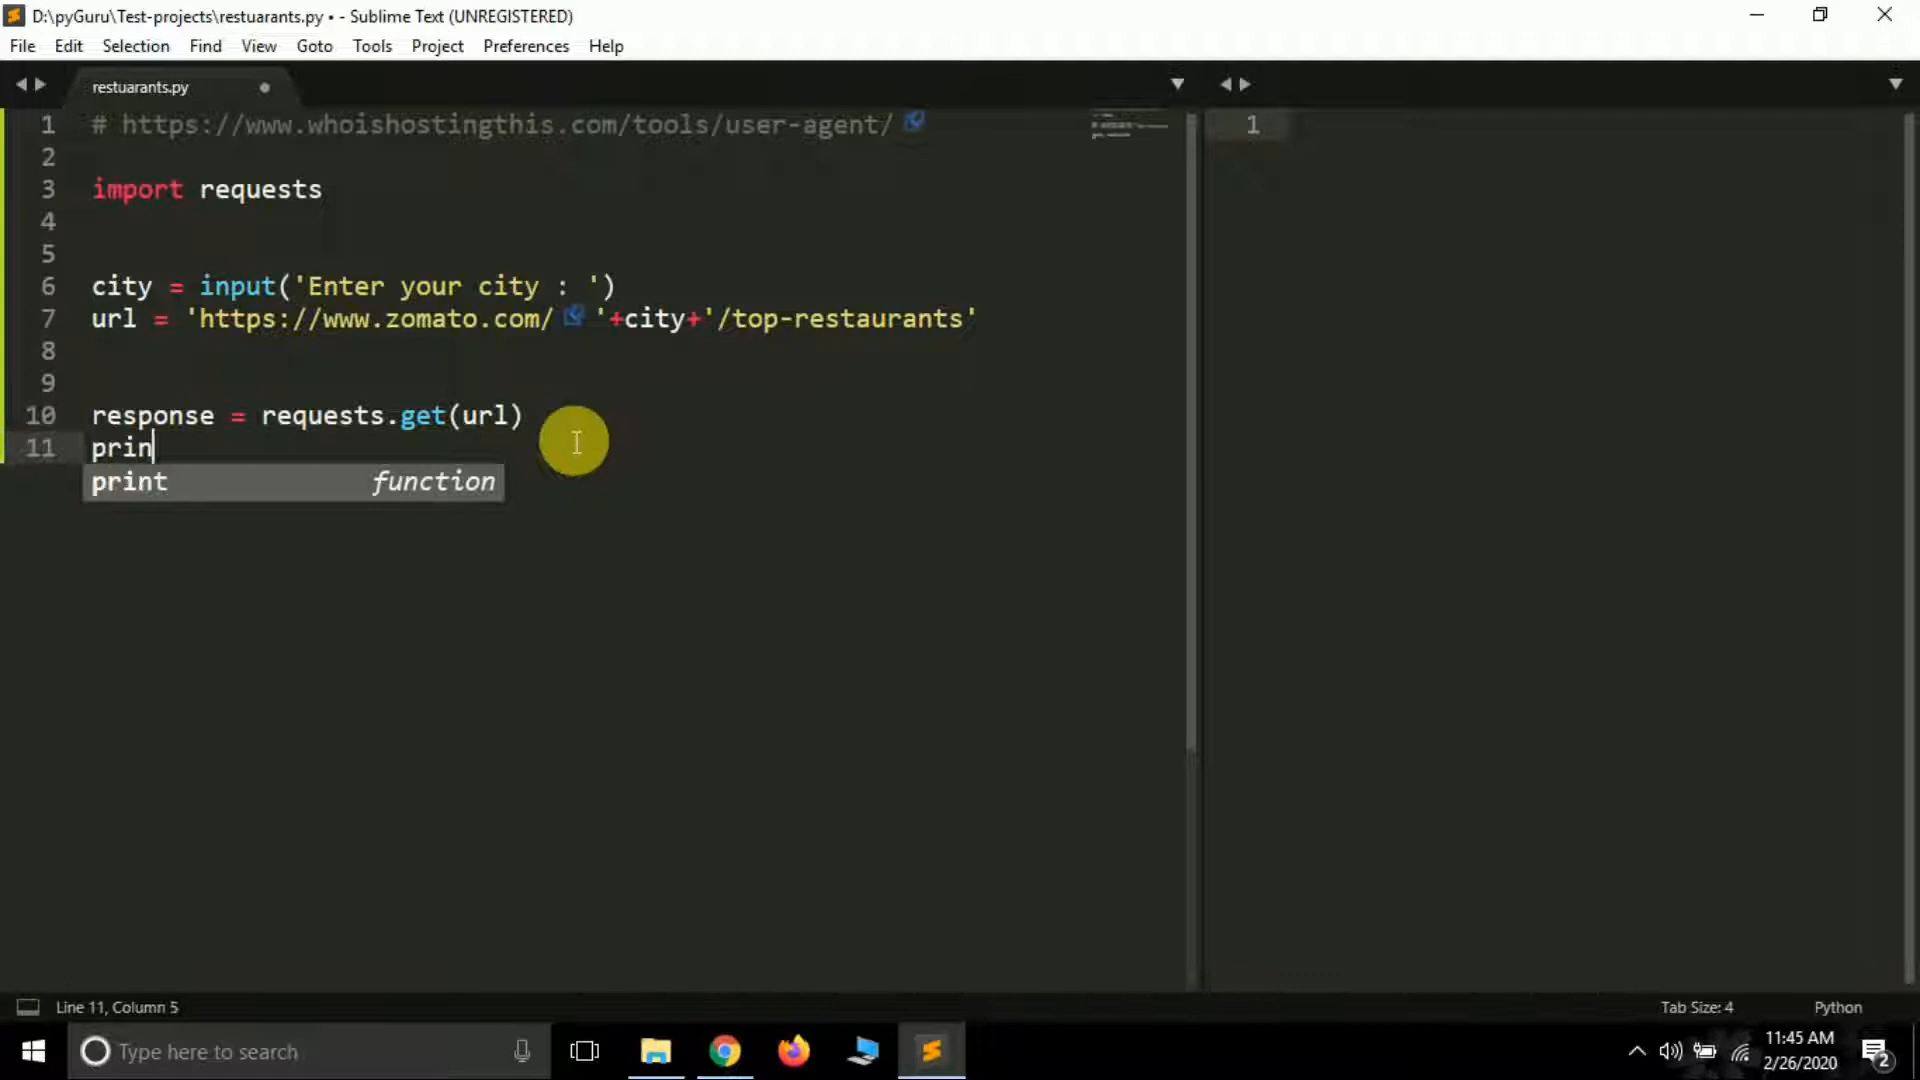 D:\pyGuru\Test-projects\restuarants.py • - Sublime Text (UNREGISTERED)
File Edit Selection Find View Goto Tools Project Preferences Help
restuarants.py
1 # https://www.whoishostingthis.com/tools/user-agent/
2
3 import requests
4
5
6 city = input('Enter your city : ')
7 url = 'https://www.zomato.com/ '+city+'/top-restaurants'
8
9
10 response = requests.get(url)
11 prin
print function
1
Line 11, Column 5
Tab Size: 4
Python
Type here to search
11:45 AM
2/26/2020
2